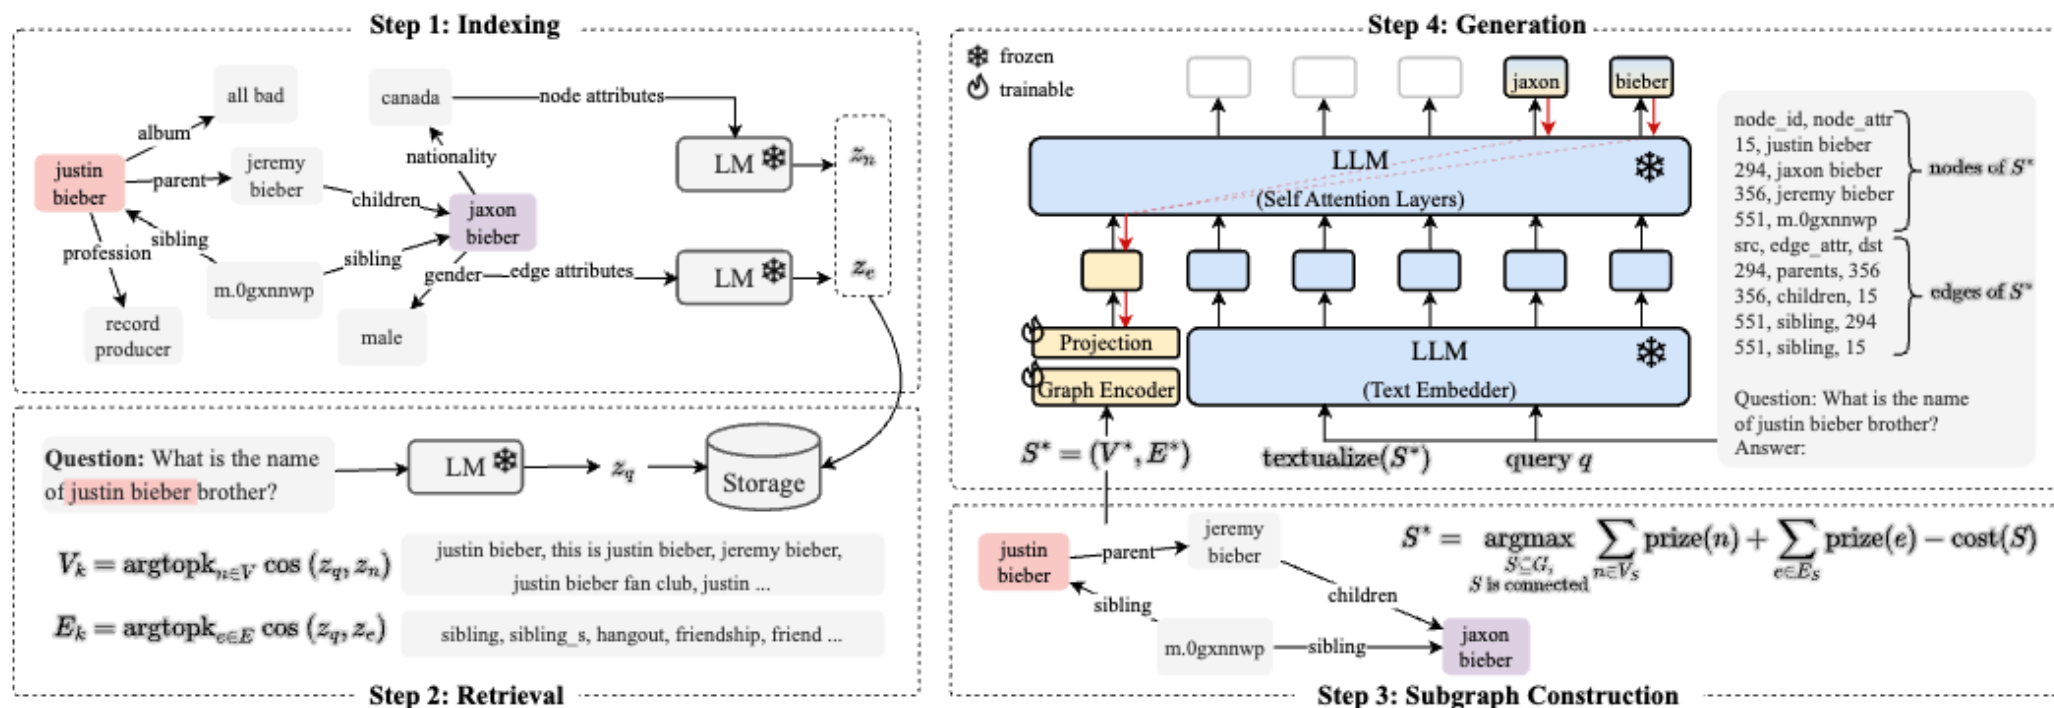 Step 1: Indexing
all bad
canada
node attributes
album
LM
z_n
justin
bieber
parent
jeremy
bieber
nationality
children
jaxon
bieber
sibling
profession
sibling
gender
edge attributes
LM
z_e
m.0gxnnwp
record
producer
male
Question: What is the name
of justin bieber brother?
LM
z_q
Storage
V_k = argtopk_{n∈V} cos (z_q, z_n)
justin bieber, this is justin bieber, jeremy bieber,
justin bieber fan club, justin ...
E_k = argtopk_{e∈E} cos (z_q, z_e)
sibling, sibling_s, hangout, friendship, friend ...
Step 2: Retrieval
Step 4: Generation
frozen
trainable
jaxon
bieber
LLM
(Self Attention Layers)
Projection
Graph Encoder
LLM
(Text Embedder)
S* = (V*, E*)
textualize(S*)
query q
node_id, node_attr
15, justin bieber
294, jaxon bieber
356, jeremy bieber
551, m.0gxnnwp
nodes of S*
src, edge_attr, dst
294, parents, 356
356, children, 15
551, sibling, 294
551, sibling, 15
edges of S*
Question: What is the name
of justin bieber brother?
Answer:
justin
bieber
parent
jeremy
bieber
sibling
children
m.0gxnnwp
sibling
jaxon
bieber
S* = argmax ∑ prize(n) + ∑ prize(e) − cost(S)
S⊆G, n∈V_S e∈E_S
S is connected
Step 3: Subgraph Construction